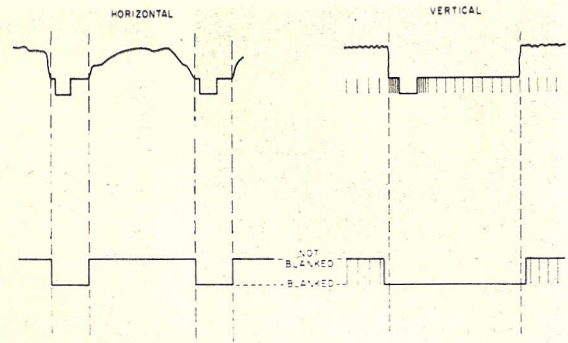 HORIZONTAL
VERTICAL
NOT
BLANKED
BLANKED